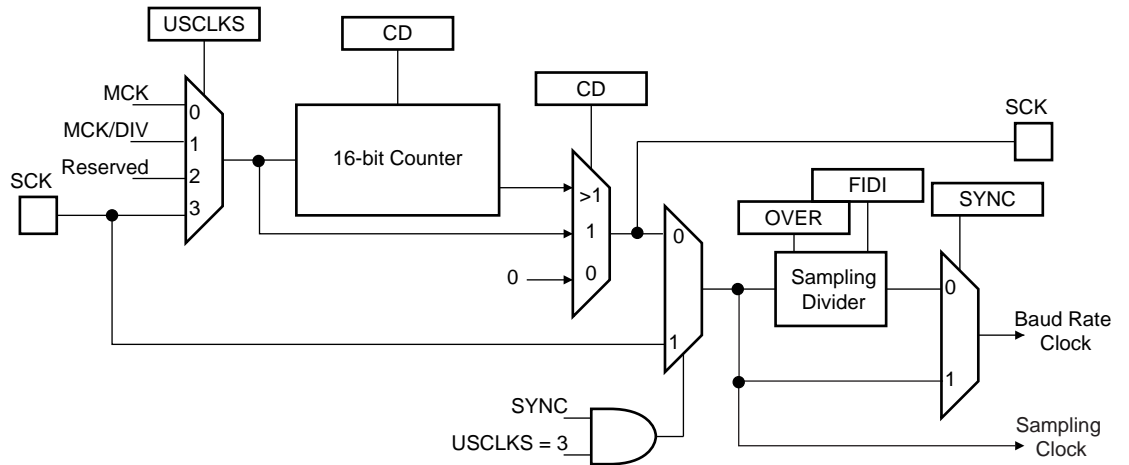 USCLKS
CD
CD
MCK
0
MCK/DIV
1
Reserved
2
SCK
3
16-bit Counter
>1
1
0
0
SCK
FIDI
OVER
SYNC
0
1
Sampling
Divider
0
1
Baud Rate
Clock
SYNC
USCLKS = 3
Sampling
Clock